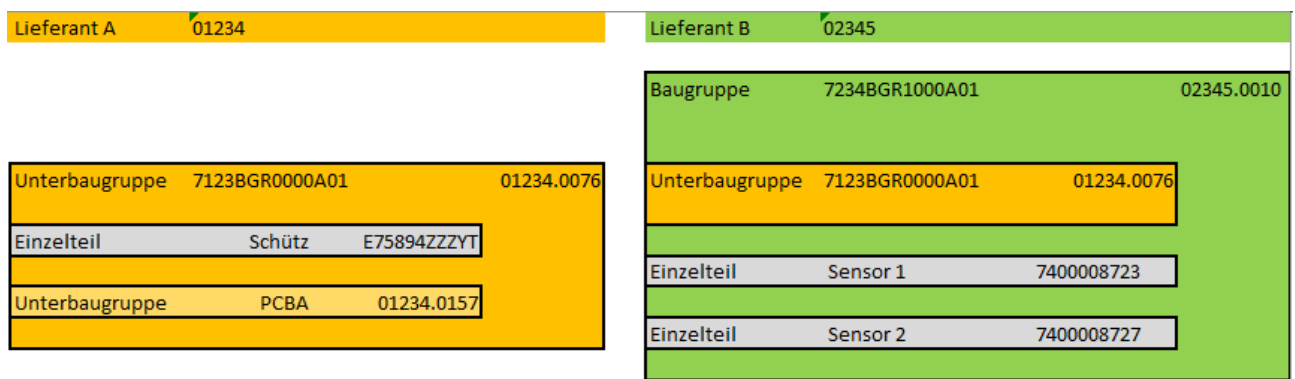 Lieferant A 01234
Lieferant B 02345
Baugruppe 7234BGR1000A01 02345.0010
Unterbaugruppe 7123BGR0000A01 01234.0076
Unterbaugruppe 7123BGR0000A01 01234.0076
Einzelteil Schütz E75894ZZZYT
Einzelteil Sensor 1 7400008723
Unterbaugruppe PCBA 01234.0157
Einzelteil Sensor 2 7400008727